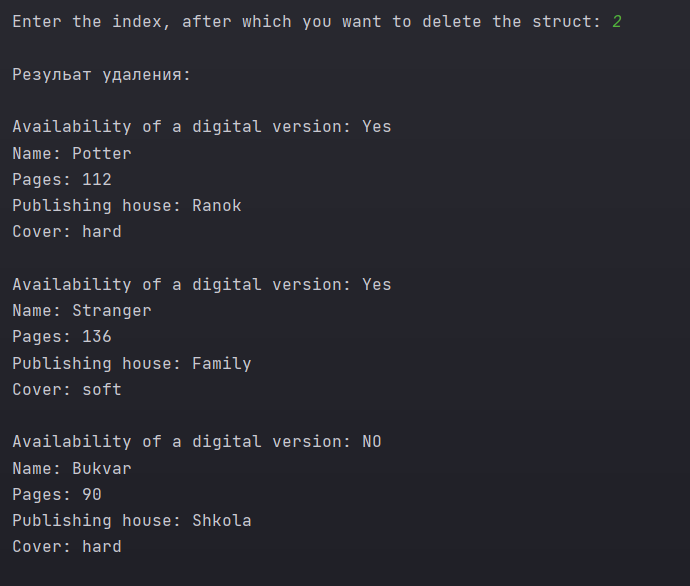 Enter the index, after which you want to delete the struct: 2
Резульат удаления:
Availability of a digital version: Yes
Name: Potter
Pages: 112
Publishing house: Ranok
Cover: hard
Availability of a digital version: Yes
Name: Stranger
Pages: 136
Publishing house: Family
Cover: soft
Availability of a digital version: NO
Name: Bukvar
Pages: 90
Publishing house: Shkola
Cover: hard